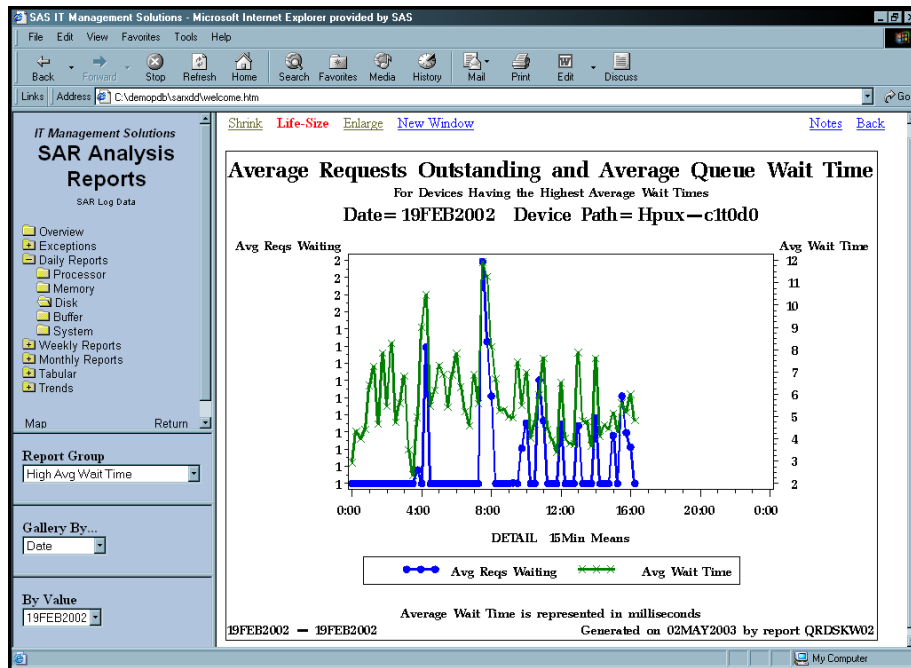 SAS IT Management Solutions - Microsoft Internet Explorer provided by SAS
File Edit View Favorites Tools Help
Back Forward Stop Refresh Home Search Favorites Media History Mail Print Edit Discuss
Links Address C:\demopdb\sarxdd\welcome.htm Go
IT Management Solutions
SAR Analysis
Reports
SAR Log Data
Overview
Exceptions
Daily Reports
Processor
Memory
Disk
Buffer
System
Weekly Reports
Monthly Reports
Tabular
Trends
Map Return
Report Group
High Avg Wait Time
Gallery By...
Date
By Value
19FEB2002
Shrink Life-Size Enlarge New Window Notes Back
Average Requests Outstanding and Average Queue Wait Time
For Devices Having the Highest Average Wait Times
Date= 19FEB2002 Device Path= Hpux-c1t0d0
Avg Reqs Waiting Avg Wait Time
2 12
2
2 11
2 10
1 9
1
1 8
1
1 7
1 6
1
1 5
1 4
1
1 3
1 2
0:00 4:00 8:00 12:00 16:00 20:00 0:00
DETAIL 15Min Means
Avg Reqs Waiting Avg Wait Time
Average Wait Time is represented in milliseconds
19FEB2002 - 19FEB2002 Generated on 02MAY2003 by report QRDSKW02
My Computer